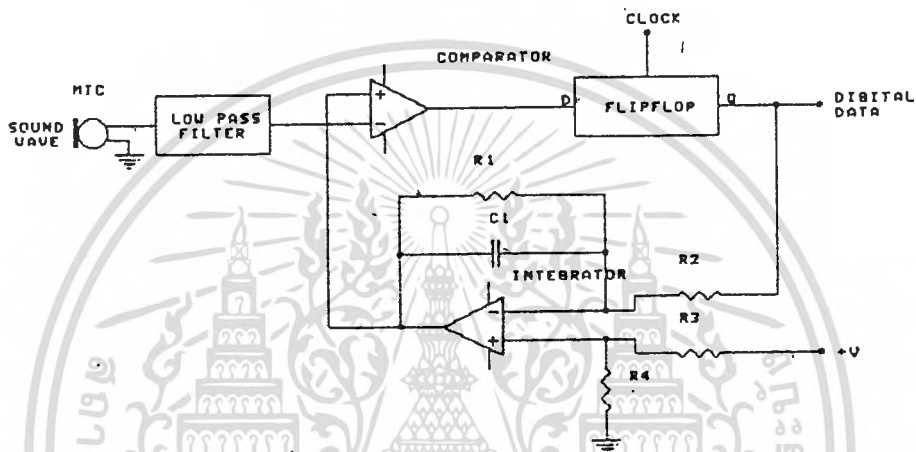 CLOCK
COMPARATOR
MIC
SOUND WAVE
LOW PASS FILTER
+
-
D
FLIPFLOP
Q
DIGITAL DATA
R1
C1
INTEGRATOR
R2
-
R3
+
+V
R4